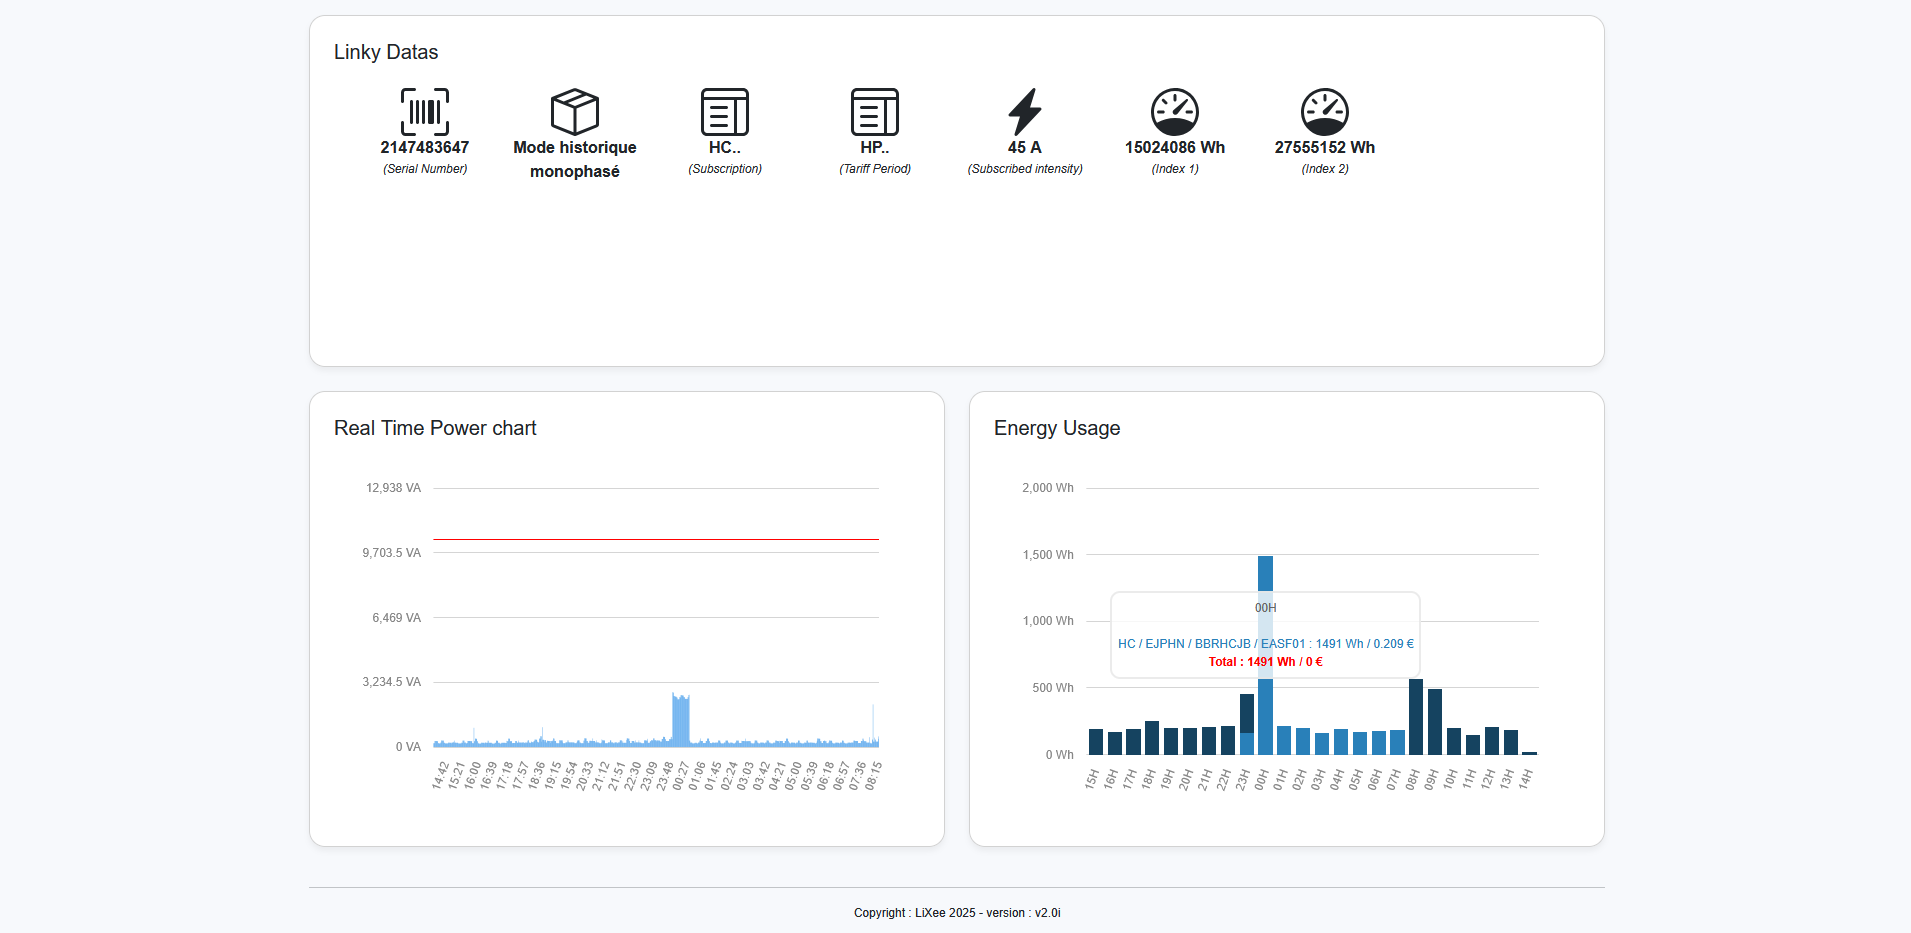 Linky Datas
2147483647
(Serial Number)
Mode historique
monophasé
HC..
(Subscription)
HP..
(Tariff Period)
45 A
(Subscribed intensity)
15024086 Wh
(Index 1)
27555152 Wh
(Index 2)
Real Time Power chart
12,938 VA
9,703.5 VA
6,469 VA
3,234.5 VA
0 VA
14:42 15:21 16:00 16:39 17:18 17:57 18:36 19:15 19:54 20:33 21:12 21:51 22:30 23:09 23:48 00:27 01:06 01:45 02:24 03:03 03:42 04:21 05:00 05:39 06:18 06:57 07:36 08:15
Energy Usage
2,000 Wh
1,500 Wh
1,000 Wh
500 Wh
0 Wh
00H
HC / EJPHN / BBRHCJB / EASF01 : 1491 Wh / 0.209 €
Total : 1491 Wh / 0 €
15H 16H 17H 18H 19H 20H 21H 22H 23H 00H 01H 02H 03H 04H 05H 06H 07H 08H 09H 10H 11H 12H 13H 14H
Copyright : LiXee 2025 - version : v2.0i